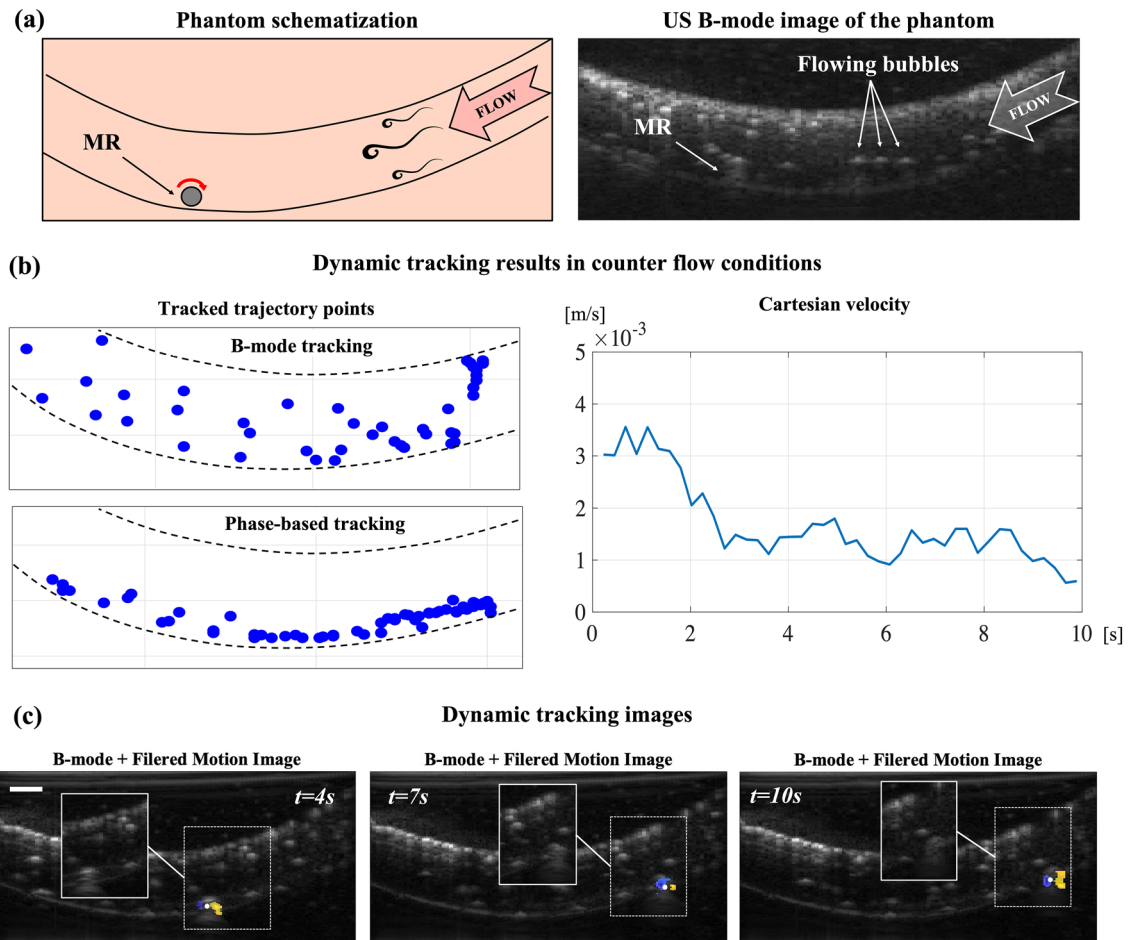 (a)
Phantom schematization
US B-mode image of the phantom
FLOW
MR
Flowing bubbles
FLOW
MR
(b)
Dynamic tracking results in counter flow conditions
Tracked trajectory points
B-mode tracking
Phase-based tracking
Cartesian velocity
[m/s]
×10⁻³
5
4
3
2
1
0
0 2 4 6 8 10 [s]
(c)
Dynamic tracking images
B-mode + Filered Motion Image
B-mode + Filered Motion Image
B-mode + Filered Motion Image
t=4s
t=7s
t=10s